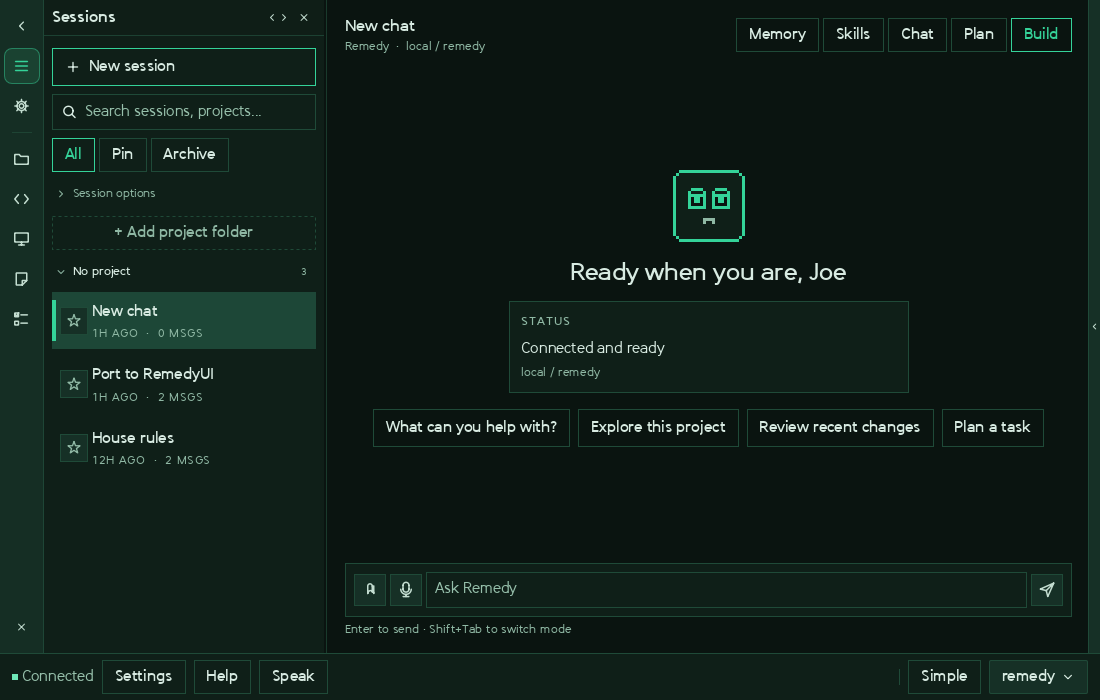 Sessions
New session
Search sessions, projects...
All
Pin
Archive
Session options
+ Add project folder
No project
3
New chat
1H AGO · 0 MSGS
Port to RemedyUI
1H AGO · 2 MSGS
House rules
12H AGO · 2 MSGS
New chat
Remedy · local / remedy
Memory
Skills
Chat
Plan
Build
Ready when you are, Joe
STATUS
Connected and ready
local / remedy
What can you help with?
Explore this project
Review recent changes
Plan a task
Ask Remedy
Enter to send · Shift+Tab to switch mode
Connected
Settings
Help
Speak
Simple
remedy